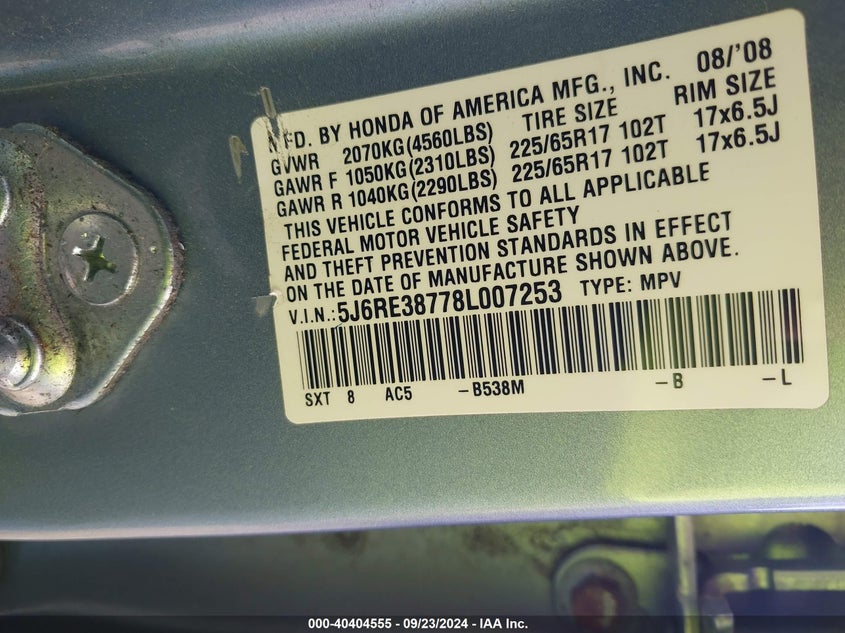 MFD. BY HONDA OF AMERICA MFG., INC. 08/'08
GVWR 2070KG(4560LBS) TIRE SIZE RIM SIZE
GAWR F 1050KG(2310LBS) 225/65R17 102T 17x6.5J
GAWR R 1040KG(2290LBS) 225/65R17 102T 17x6.5J
THIS VEHICLE CONFORMS TO ALL APPLICABLE
FEDERAL MOTOR VEHICLE SAFETY
AND THEFT PREVENTION STANDARDS IN EFFECT
ON THE DATE OF MANUFACTURE SHOWN ABOVE.
V.I.N.:5J6RE38778L007253 TYPE: MPV
SXT 8 AC5 -B538M -B -L
000-40404555 - 09/23/2024 - IAA Inc.